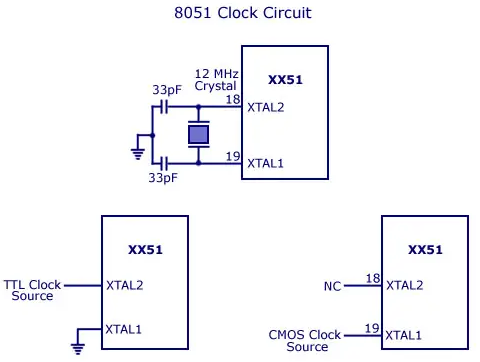 8051 Clock Circuit
12 MHz
Crystal
XX51
33pF
18
XTAL2
19
XTAL1
33pF
XX51
TTL Clock
Source
XTAL2
XTAL1
XX51
NC
18
XTAL2
CMOS Clock
Source
19
XTAL1